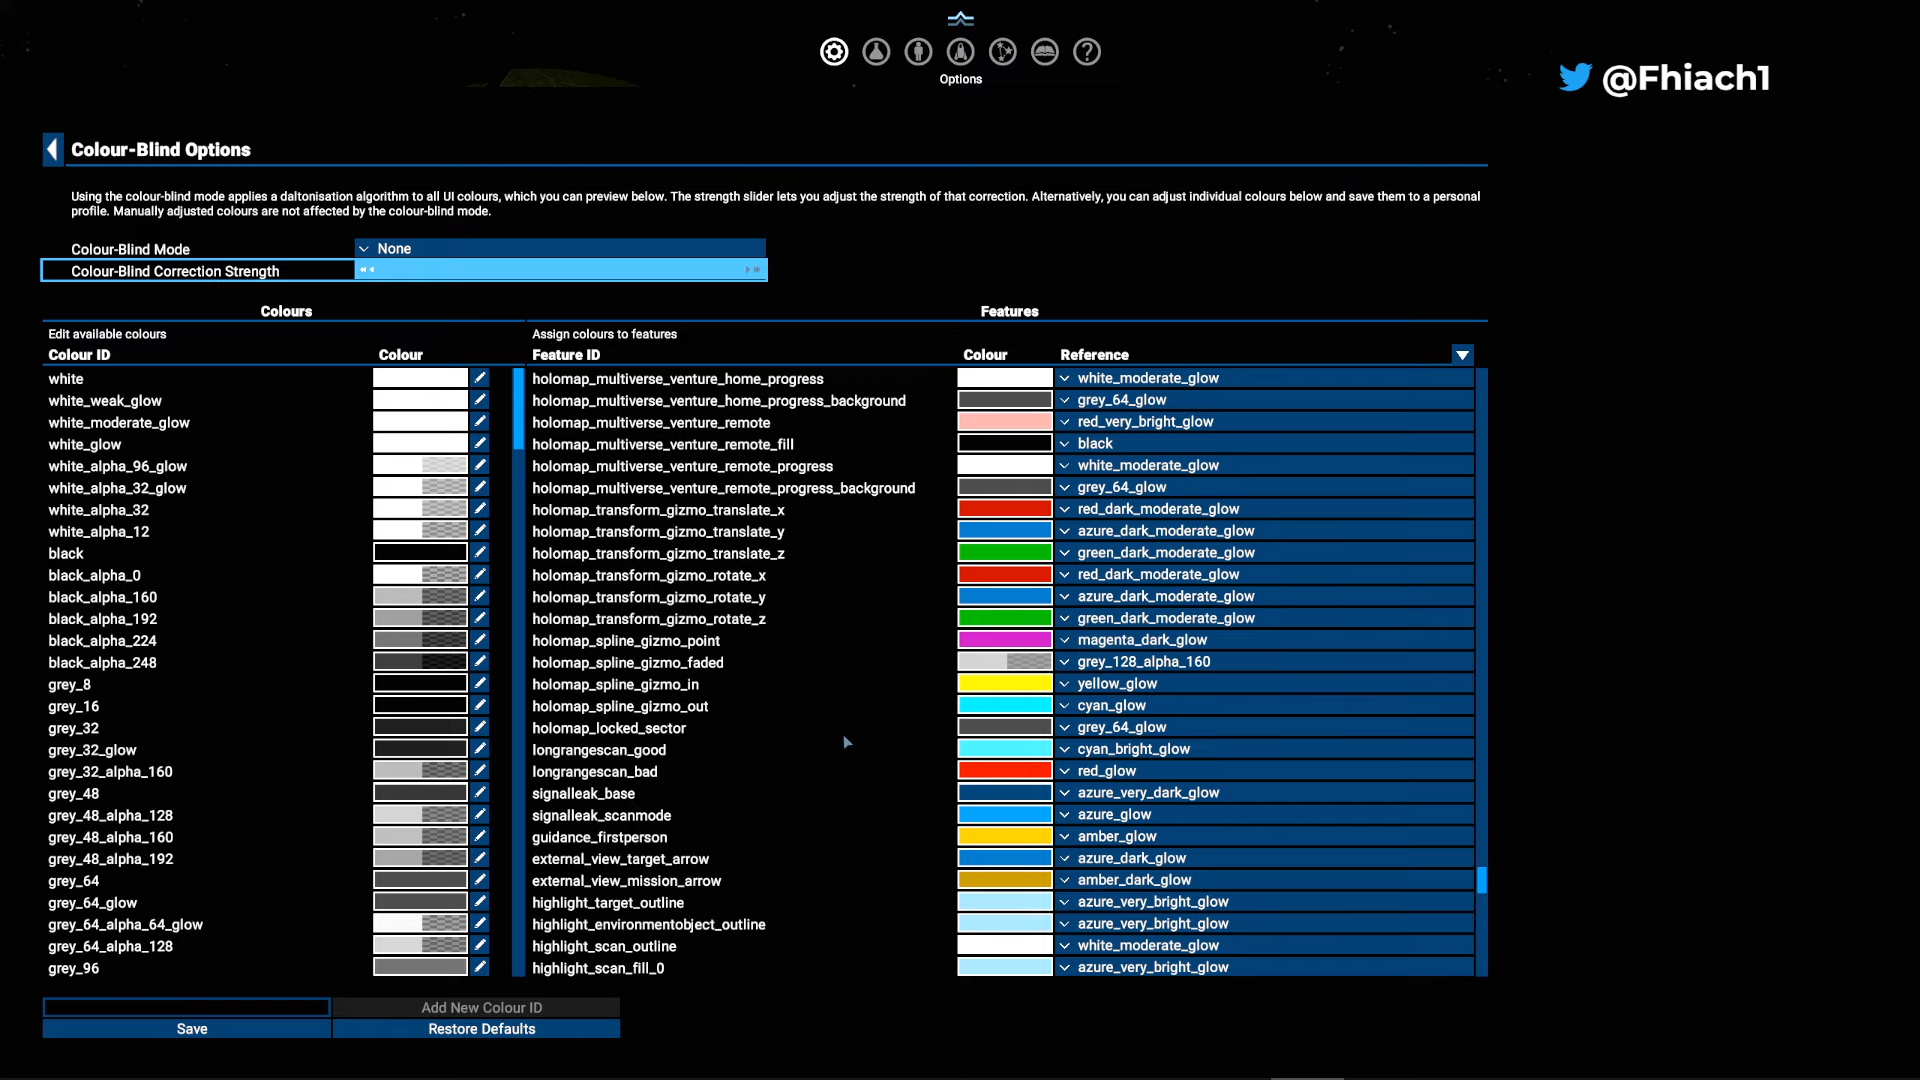 Options
@Fhiach1
Colour-Blind Options
Using the colour-blind mode applies a daltonisation algorithm to all UI colours, which you can preview below. The strength slider lets you adjust the strength of that correction. Alternatively, you can adjust individual colours below and save them to a personal
profile. Manually adjusted colours are not affected by the colour-blind mode.
Colour-Blind Mode None
Colour-Blind Correction Strength
Colours Features
Edit available colours Assign colours to features
Colour ID Colour Feature ID Colour Reference
white holomap_multiverse_venture_home_progress white_moderate_glow
white_weak_glow holomap_multiverse_venture_home_progress_background grey_64_glow
white_moderate_glow holomap_multiverse_venture_remote red_very_bright_glow
white_glow holomap_multiverse_venture_remote_fill black
white_alpha_96_glow holomap_multiverse_venture_remote_progress white_moderate_glow
white_alpha_32_glow holomap_multiverse_venture_remote_progress_background grey_64_glow
white_alpha_32 holomap_transform_gizmo_translate_x red_dark_moderate_glow
white_alpha_12 holomap_transform_gizmo_translate_y azure_dark_moderate_glow
black holomap_transform_gizmo_translate_z green_dark_moderate_glow
black_alpha_0 holomap_transform_gizmo_rotate_x red_dark_moderate_glow
black_alpha_160 holomap_transform_gizmo_rotate_y azure_dark_moderate_glow
black_alpha_192 holomap_transform_gizmo_rotate_z green_dark_moderate_glow
black_alpha_224 holomap_spline_gizmo_point magenta_dark_glow
black_alpha_248 holomap_spline_gizmo_faded grey_128_alpha_160
grey_8 holomap_spline_gizmo_in yellow_glow
grey_16 holomap_spline_gizmo_out cyan_glow
grey_32 holomap_locked_sector grey_64_glow
grey_32_glow longrangescan_good cyan_bright_glow
grey_32_alpha_160 longrangescan_bad red_glow
grey_48 signalleak_base azure_very_dark_glow
grey_48_alpha_128 signalleak_scanmode azure_glow
grey_48_alpha_160 guidance_firstperson amber_glow
grey_48_alpha_192 external_view_target_arrow azure_dark_glow
grey_64 external_view_mission_arrow amber_dark_glow
grey_64_glow highlight_target_outline azure_very_bright_glow
grey_64_alpha_64_glow highlight_environmentobject_outline azure_very_bright_glow
grey_64_alpha_128 highlight_scan_outline white_moderate_glow
grey_96 highlight_scan_fill_0 azure_very_bright_glow
Add New Colour ID
Save Restore Defaults